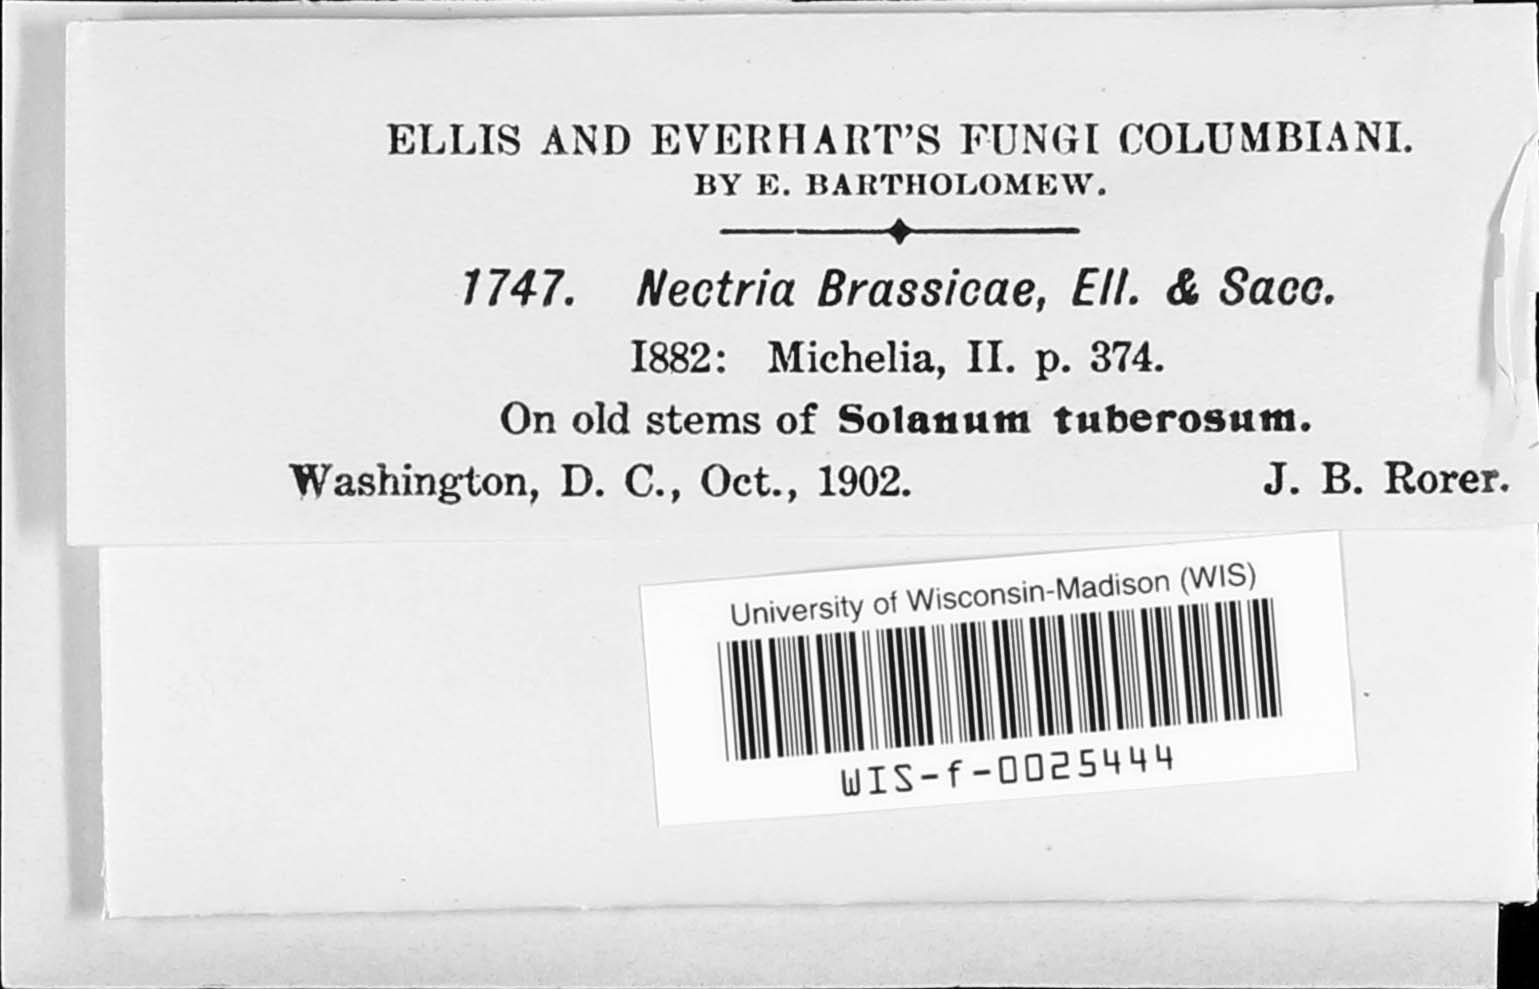 ELLIS AND EVERHART'S FUNGI COLUMBIANI.
BY E. BARTHOLOMEW.
1747. Nectria Brassicae, Ell. & Sacc.
1882: Michelia, II. p. 374.
On old stems of Solanum tuberosum.
Washington, D. C., Oct., 1902. J. B. Rorer.
University of Wisconsin-Madison (WIS)
WIS-f-0025444